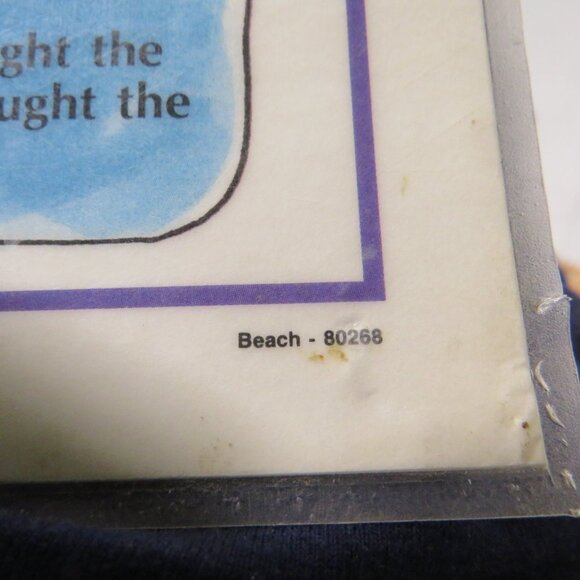 ght the
ught the
Beach - 80268